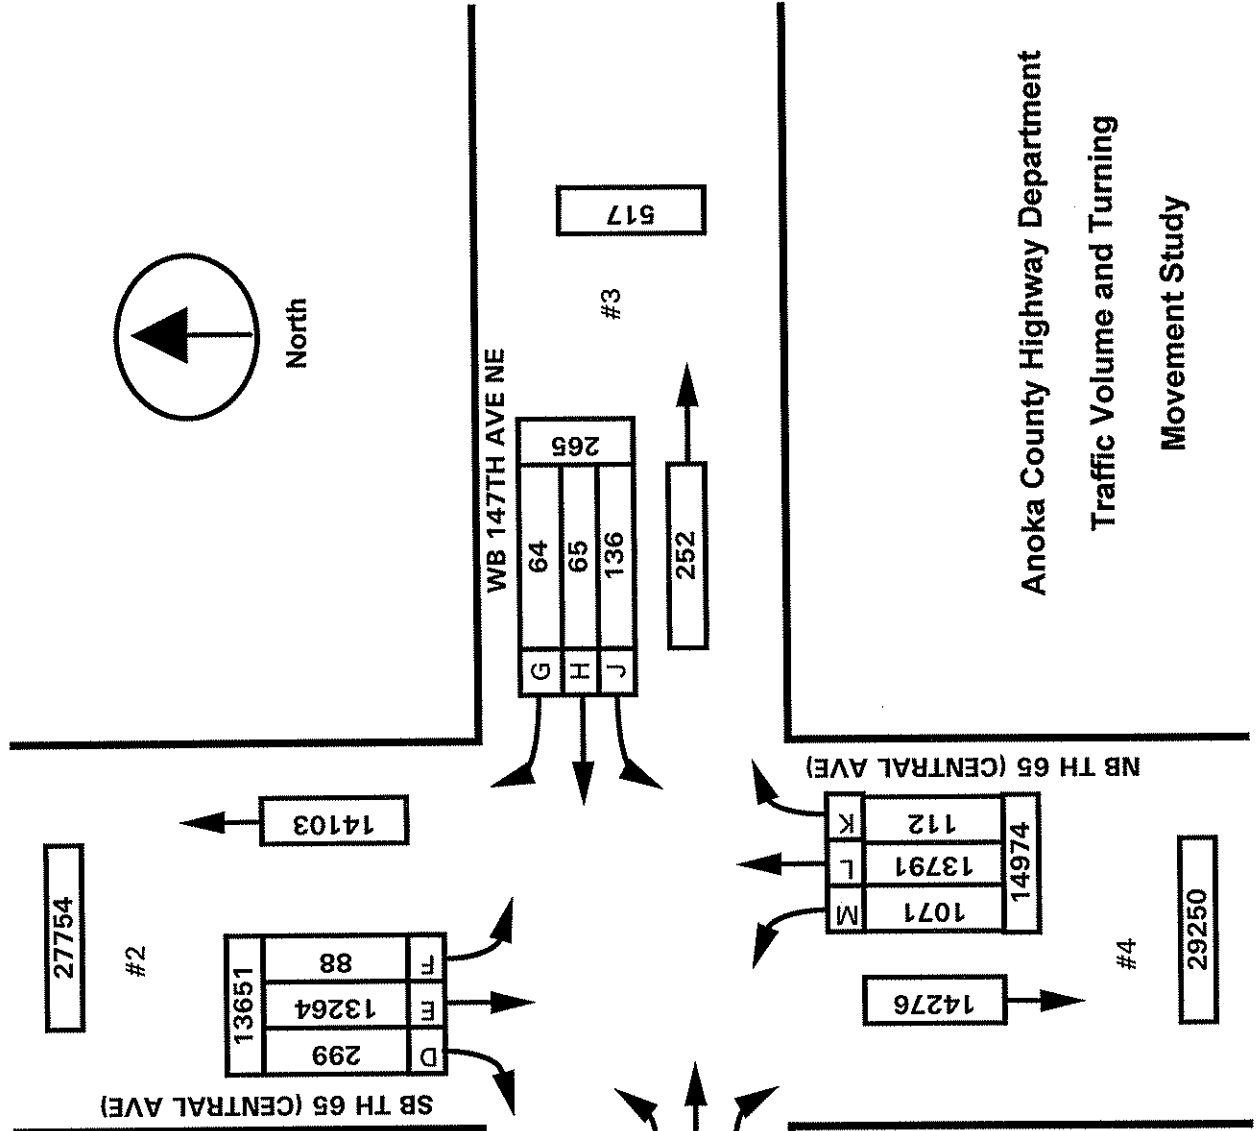 North
27754
#2
14103
13651
88
13264
299
F
E
D
SB TH 65 (CENTRAL AVE)
WB 147TH AVE NE
265
64
65
136
G
H
J
252
#3
517
NB TH 65 (CENTRAL AVE)
K
L
M
112
13791
1071
14974
14276
#4
29250
Anoka County Highway Department
Traffic Volume and Turning
Movement Study